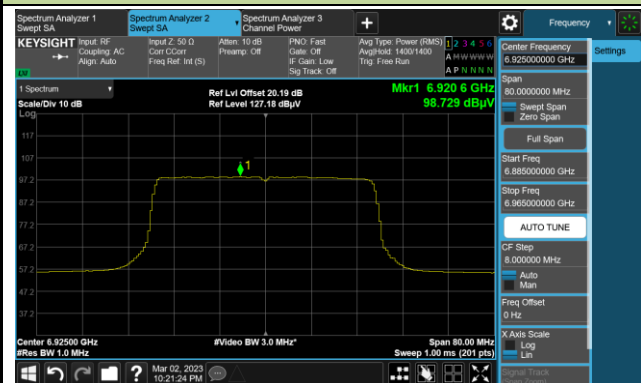 Spectrum Analyzer 1
Swept SA
Spectrum Analyzer 2
Swept SA
Spectrum Analyzer 3
Channel Power
Frequency
KEYSIGHT
Input: RF
Coupling: AC
Align: Auto
Input Z: 50 Ω
Corr CCorr
Freq Ref: Int (S)
Atten: 10 dB
Preamp: Off
PNO: Fast
Gate: Off
IF Gain: Low
Sig Track: Off
Avg Type: Power (RMS)
Avg|Hold: 1400/1400
Trig: Free Run
1 2 3 4 5 6
A W W W W W
A P N N N N
1 Spectrum
Scale/Div 10 dB
Log
Ref Lvl Offset 20.19 dB
Ref Level 127.18 dBµV
Mkr1 6.920 6 GHz
98.729 dBµV
117
107
97.2
87.2
77.2
67.2
57.2
47.2
37.2
1
Center 6.92500 GHz
#Res BW 1.0 MHz
#Video BW 3.0 MHz*
Span 80.00 MHz
Sweep 1.00 ms (201 pts)
Mar 02, 2023
10:21:24 PM
Center Frequency
6.925000000 GHz
Settings
Span
80.0000000 MHz
Swept Span
Zero Span
Full Span
Start Freq
6.885000000 GHz
Stop Freq
6.965000000 GHz
AUTO TUNE
CF Step
8.000000 MHz
Auto
Man
Freq Offset
0 Hz
X Axis Scale
Log
Lin
Signal Track